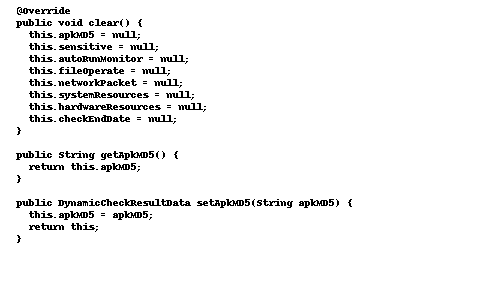 @Override
public void clear() {
  this.apkMD5 = null;
  this.sensitive = null;
  this.autoRunMonitor = null;
  this.fileOperate = null;
  this.networkPacket = null;
  this.systemResources = null;
  this.hardwareResources = null;
  this.checkEndDate = null;
}

public String getApkMD5() {
  return this.apkMD5;
}

public DynamicCheckResultData setApkMD5(String apkMD5) {
  this.apkMD5 = apkMD5;
  return this;
}